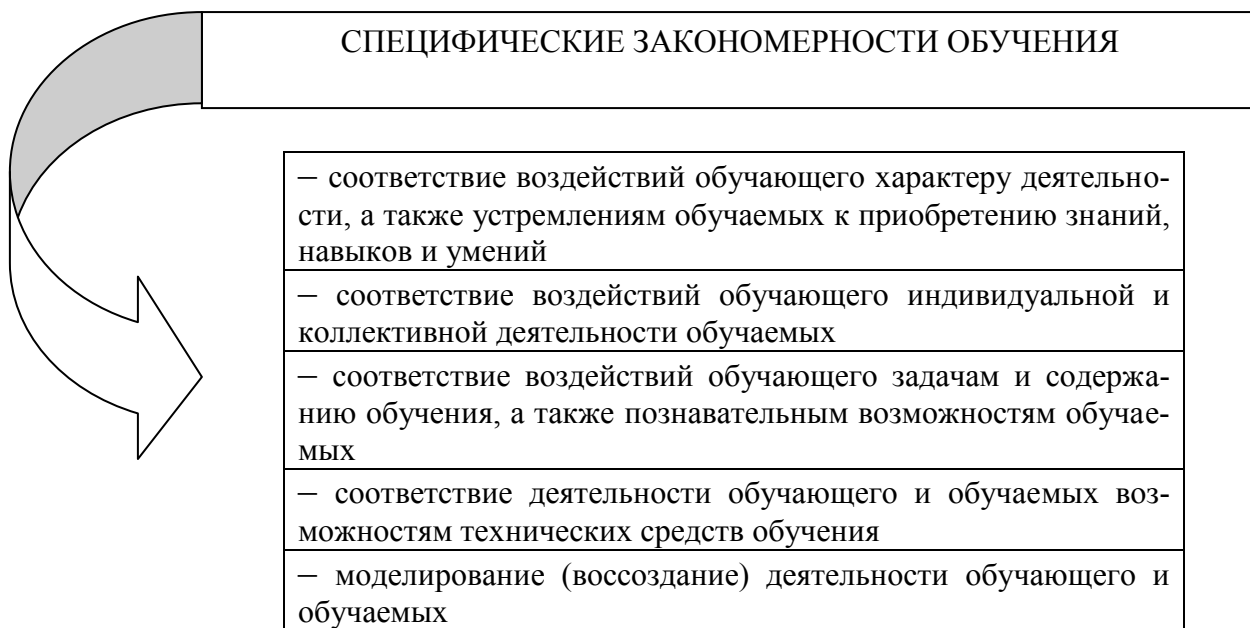 СПЕЦИФИЧЕСКИЕ ЗАКОНОМЕРНОСТИ ОБУЧЕНИЯ
– соответствие воздействий обучающего характеру деятельно-
сти, а также устремлениям обучаемых к приобретению знаний,
навыков и умений
– соответствие воздействий обучающего индивидуальной и
коллективной деятельности обучаемых
– соответствие воздействий обучающего задачам и содержа-
нию обучения, а также познавательным возможностям обучае-
мых
– соответствие деятельности обучающего и обучаемых воз-
можностям технических средств обучения
– моделирование (воссоздание) деятельности обучающего и
обучаемых